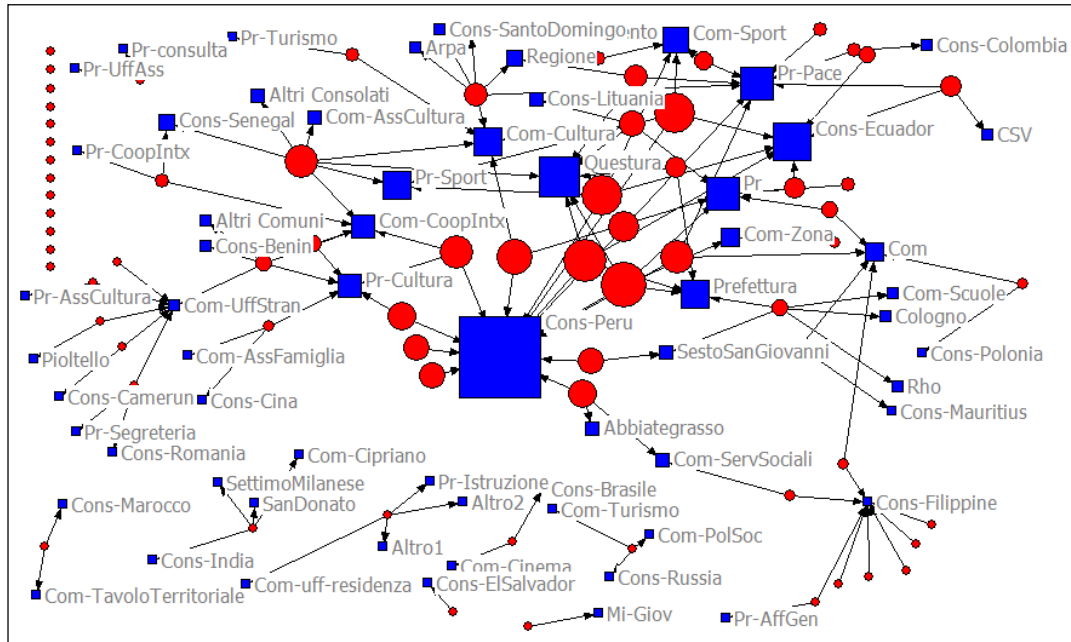 Cons-SantoDomingo
ento
Com-Sport
Pr-Turismo
Pr-consulta
Arpa
Regione
Cons-Colombia
Pr-UffAss
Pr-Pace
Altri Consolati
Cons-Lituania
Cons-Senegal
Com-AssCultura
Com-Cultura
Cons-Ecuador
CSV
Pr-CoopIntx
Questura
Pr-Sport
Pr
Altri Comuni
Com-CoopIntx
Cons-Benin
Com-Zona
Com
Pr-Cultura
Prefettura
Pr-AssCultura
Com-UffStran
Com-Scuole
Cons-Peru
Cologno
Pioltello
Com-AssFamiglia
SestoSanGiovanni
Cons-Polonia
Rho
Cons-Camerun
Cons-Cina
Cons-Mauritius
Pr-Segreteria
Abbiategrasso
Cons-Romania
Com-Cipriano
Com-ServSociali
SettimoMilanese
Pr-Istruzione
Cons-Brasile
Cons-Marocco
SanDonato
Altro2
Com-Turismo
Cons-Filippine
Com-PolSoc
Altro1
Cons-India
Com-Cinema
Com-uff-residenza
Cons-ElSalvador
Cons-Russia
Com-TavoloTerritoriale
Mi-Giov
Pr-AffGen